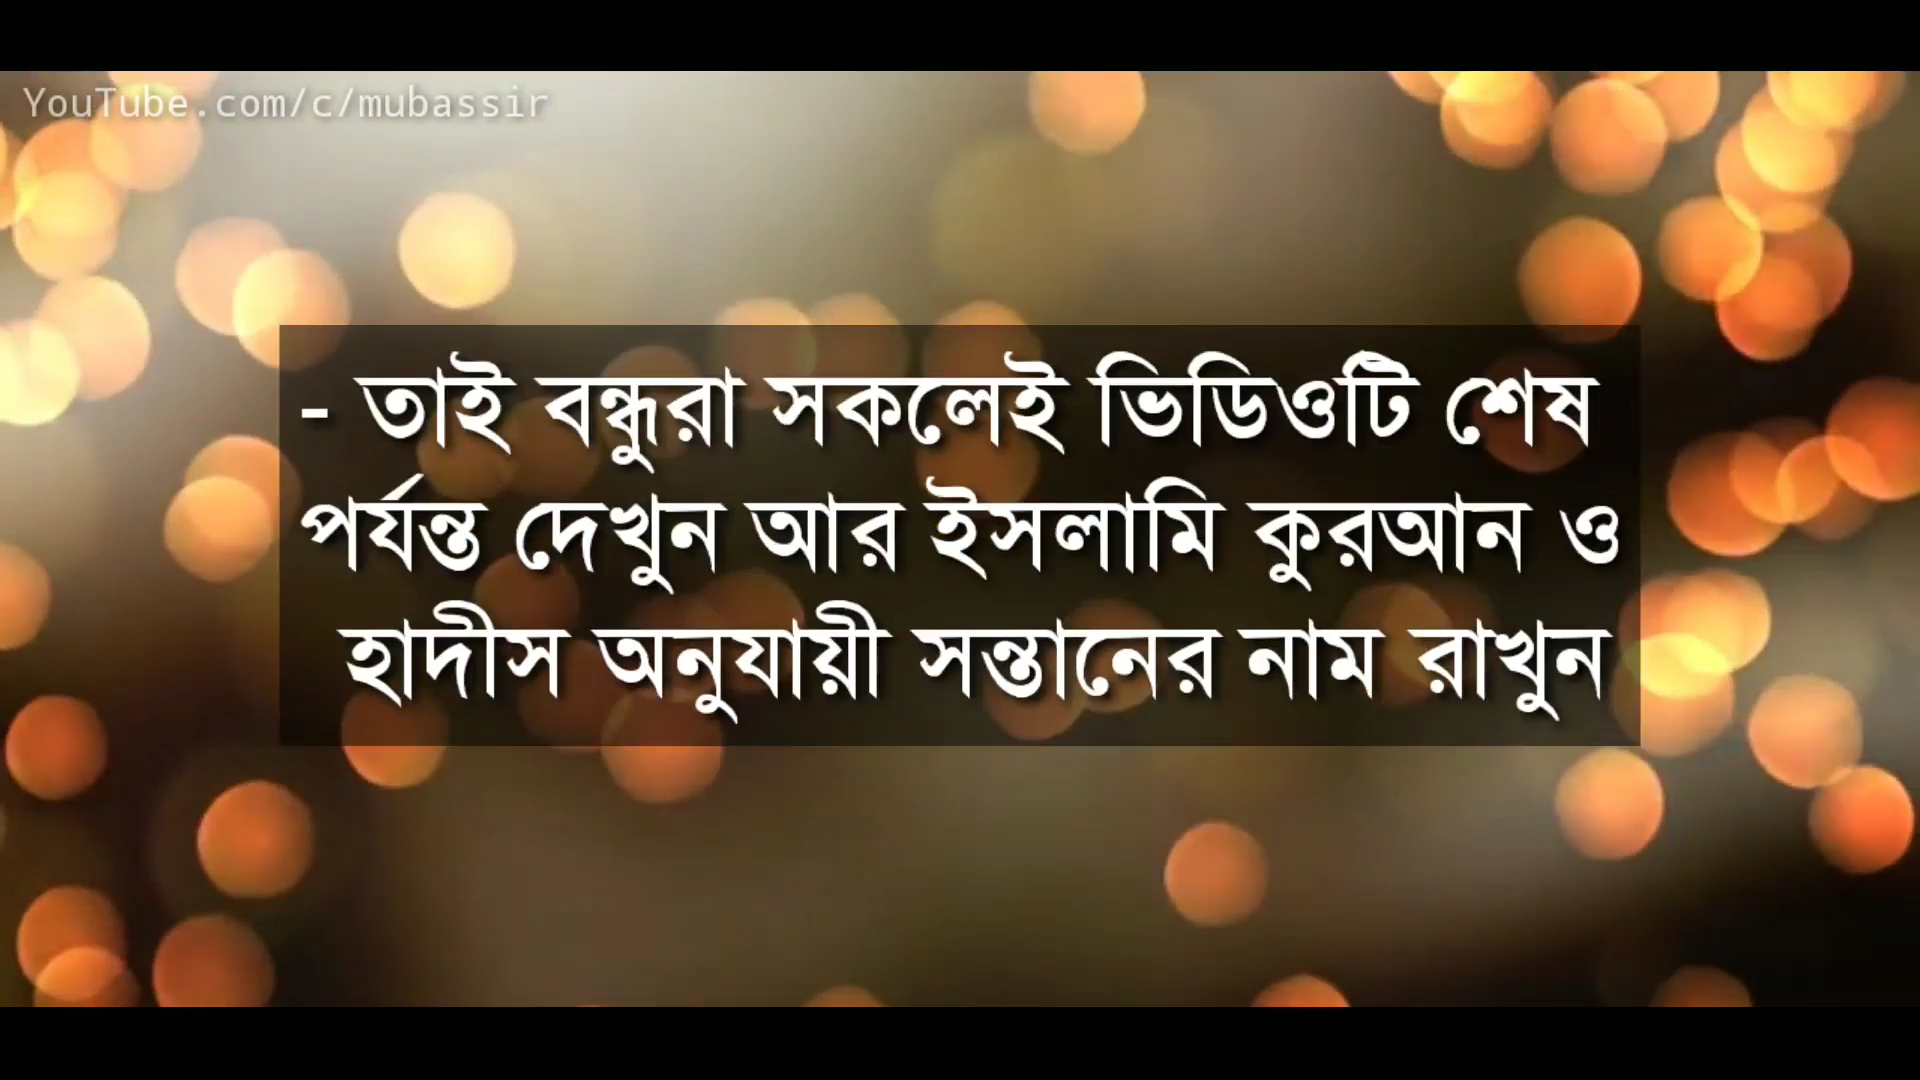 YouTube.com/c/mubassir
- তাই বন্ধুরা সকলেই ভিডিওটি শেষ
পর্যন্ত দেখুন আর ইসলামি কুরআন ও
হাদীস অনুযায়ী সন্তানের নাম রাখুন